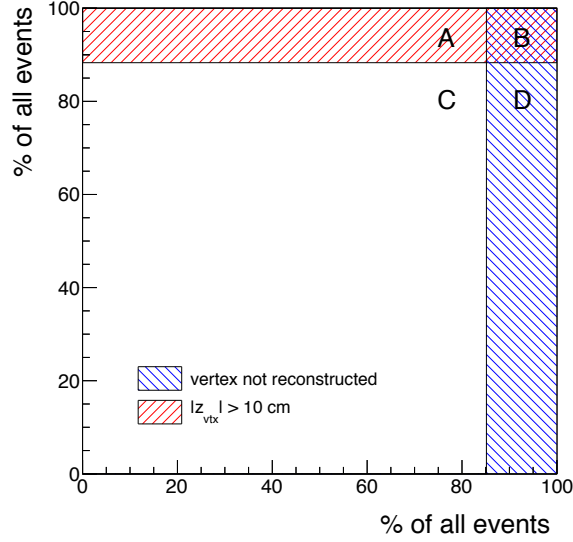 % of all events
100
80
60
40
20
0
A
B
C
D
vertex not reconstructed
|z_vtx| > 10 cm
0 20 40 60 80 100
% of all events